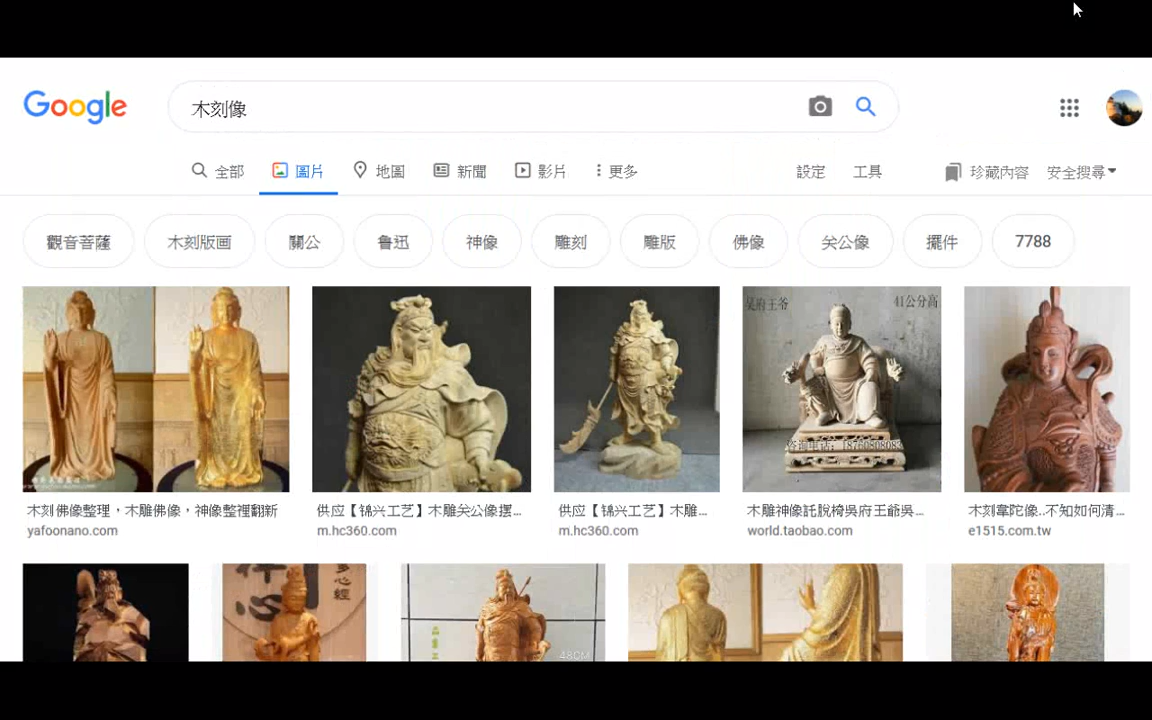 Google
木刻像
全部
圖片
地圖
新聞
影片
更多
設定
工具
珍藏內容
安全搜尋
觀音菩薩
木刻版画
關公
鲁迅
神像
雕刻
雕版
佛像
关公像
擺件
7788
吴府王爷
41公分高
木刻佛像整理，木雕佛像，神像整裡翻新
yafoonano.com
供应【锦兴工艺】木雕关公像摆...
m.hc360.com
供应【锦兴工艺】木雕...
m.hc360.com
木雕神像託脫椅吳府王爺吳...
world.taobao.com
木刻韋陀像..不知如何清...
e1515.com.tw
心經
48CM